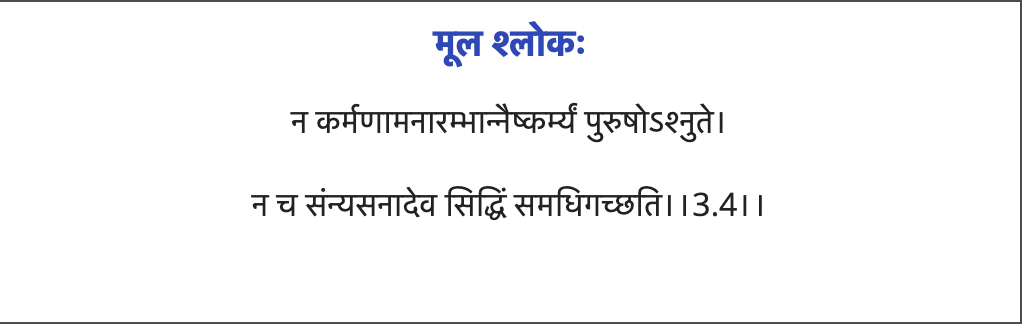 मूल श्लोकः
न कर्मणामनारम्भान्नैष्कर्म्यं पुरुषोऽश्नुते।
न च संन्यसनादेव सिद्धिं समधिगच्छति।।3.4।।